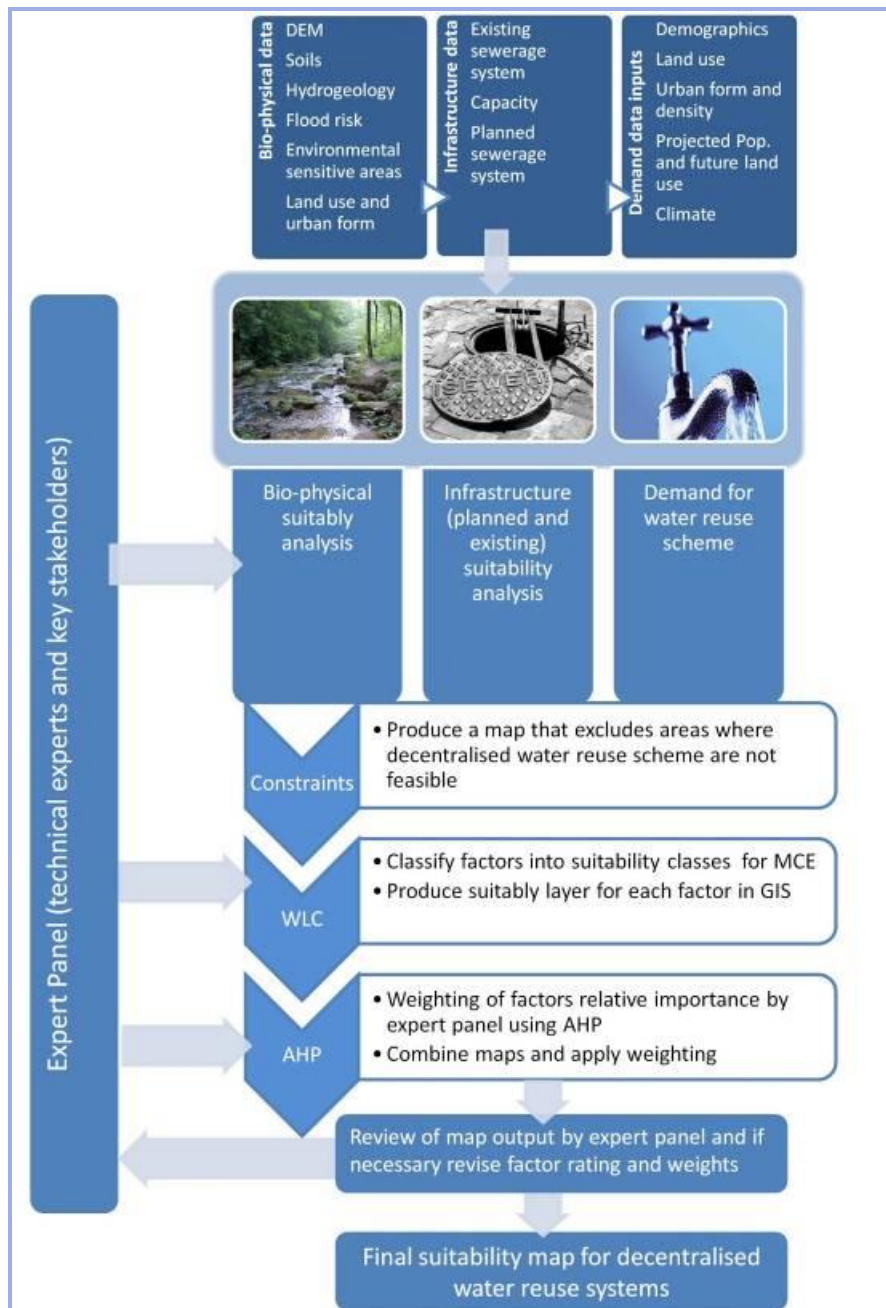 Bio-physical data
DEM
Soils
Hydrogeology
Flood risk
Environmental
sensitive areas
Land use and
urban form
Infrastructure data
Existing
sewerage
system
Capacity
Planned
sewerage
system
Demand data inputs
Demographics
Land use
Urban form and
density
Projected Pop.
and future land
use
Climate
SEWER
Expert Panel (technical experts and key stakeholders)
Bio-physical
suitably
analysis
Infrastructure
(planned and
existing)
suitability
analysis
Demand for
water reuse
scheme
Constraints
• Produce a map that excludes areas where
decentralised water reuse scheme are not
feasible
WLC
• Classify factors into suitability classes for MCE
• Produce suitably layer for each factor in GIS
AHP
• Weighting of factors relative importance by
expert panel using AHP
• Combine maps and apply weighting
Review of map output by expert panel and if
necessary revise factor rating and weights
Final suitability map for decentralised
water reuse systems